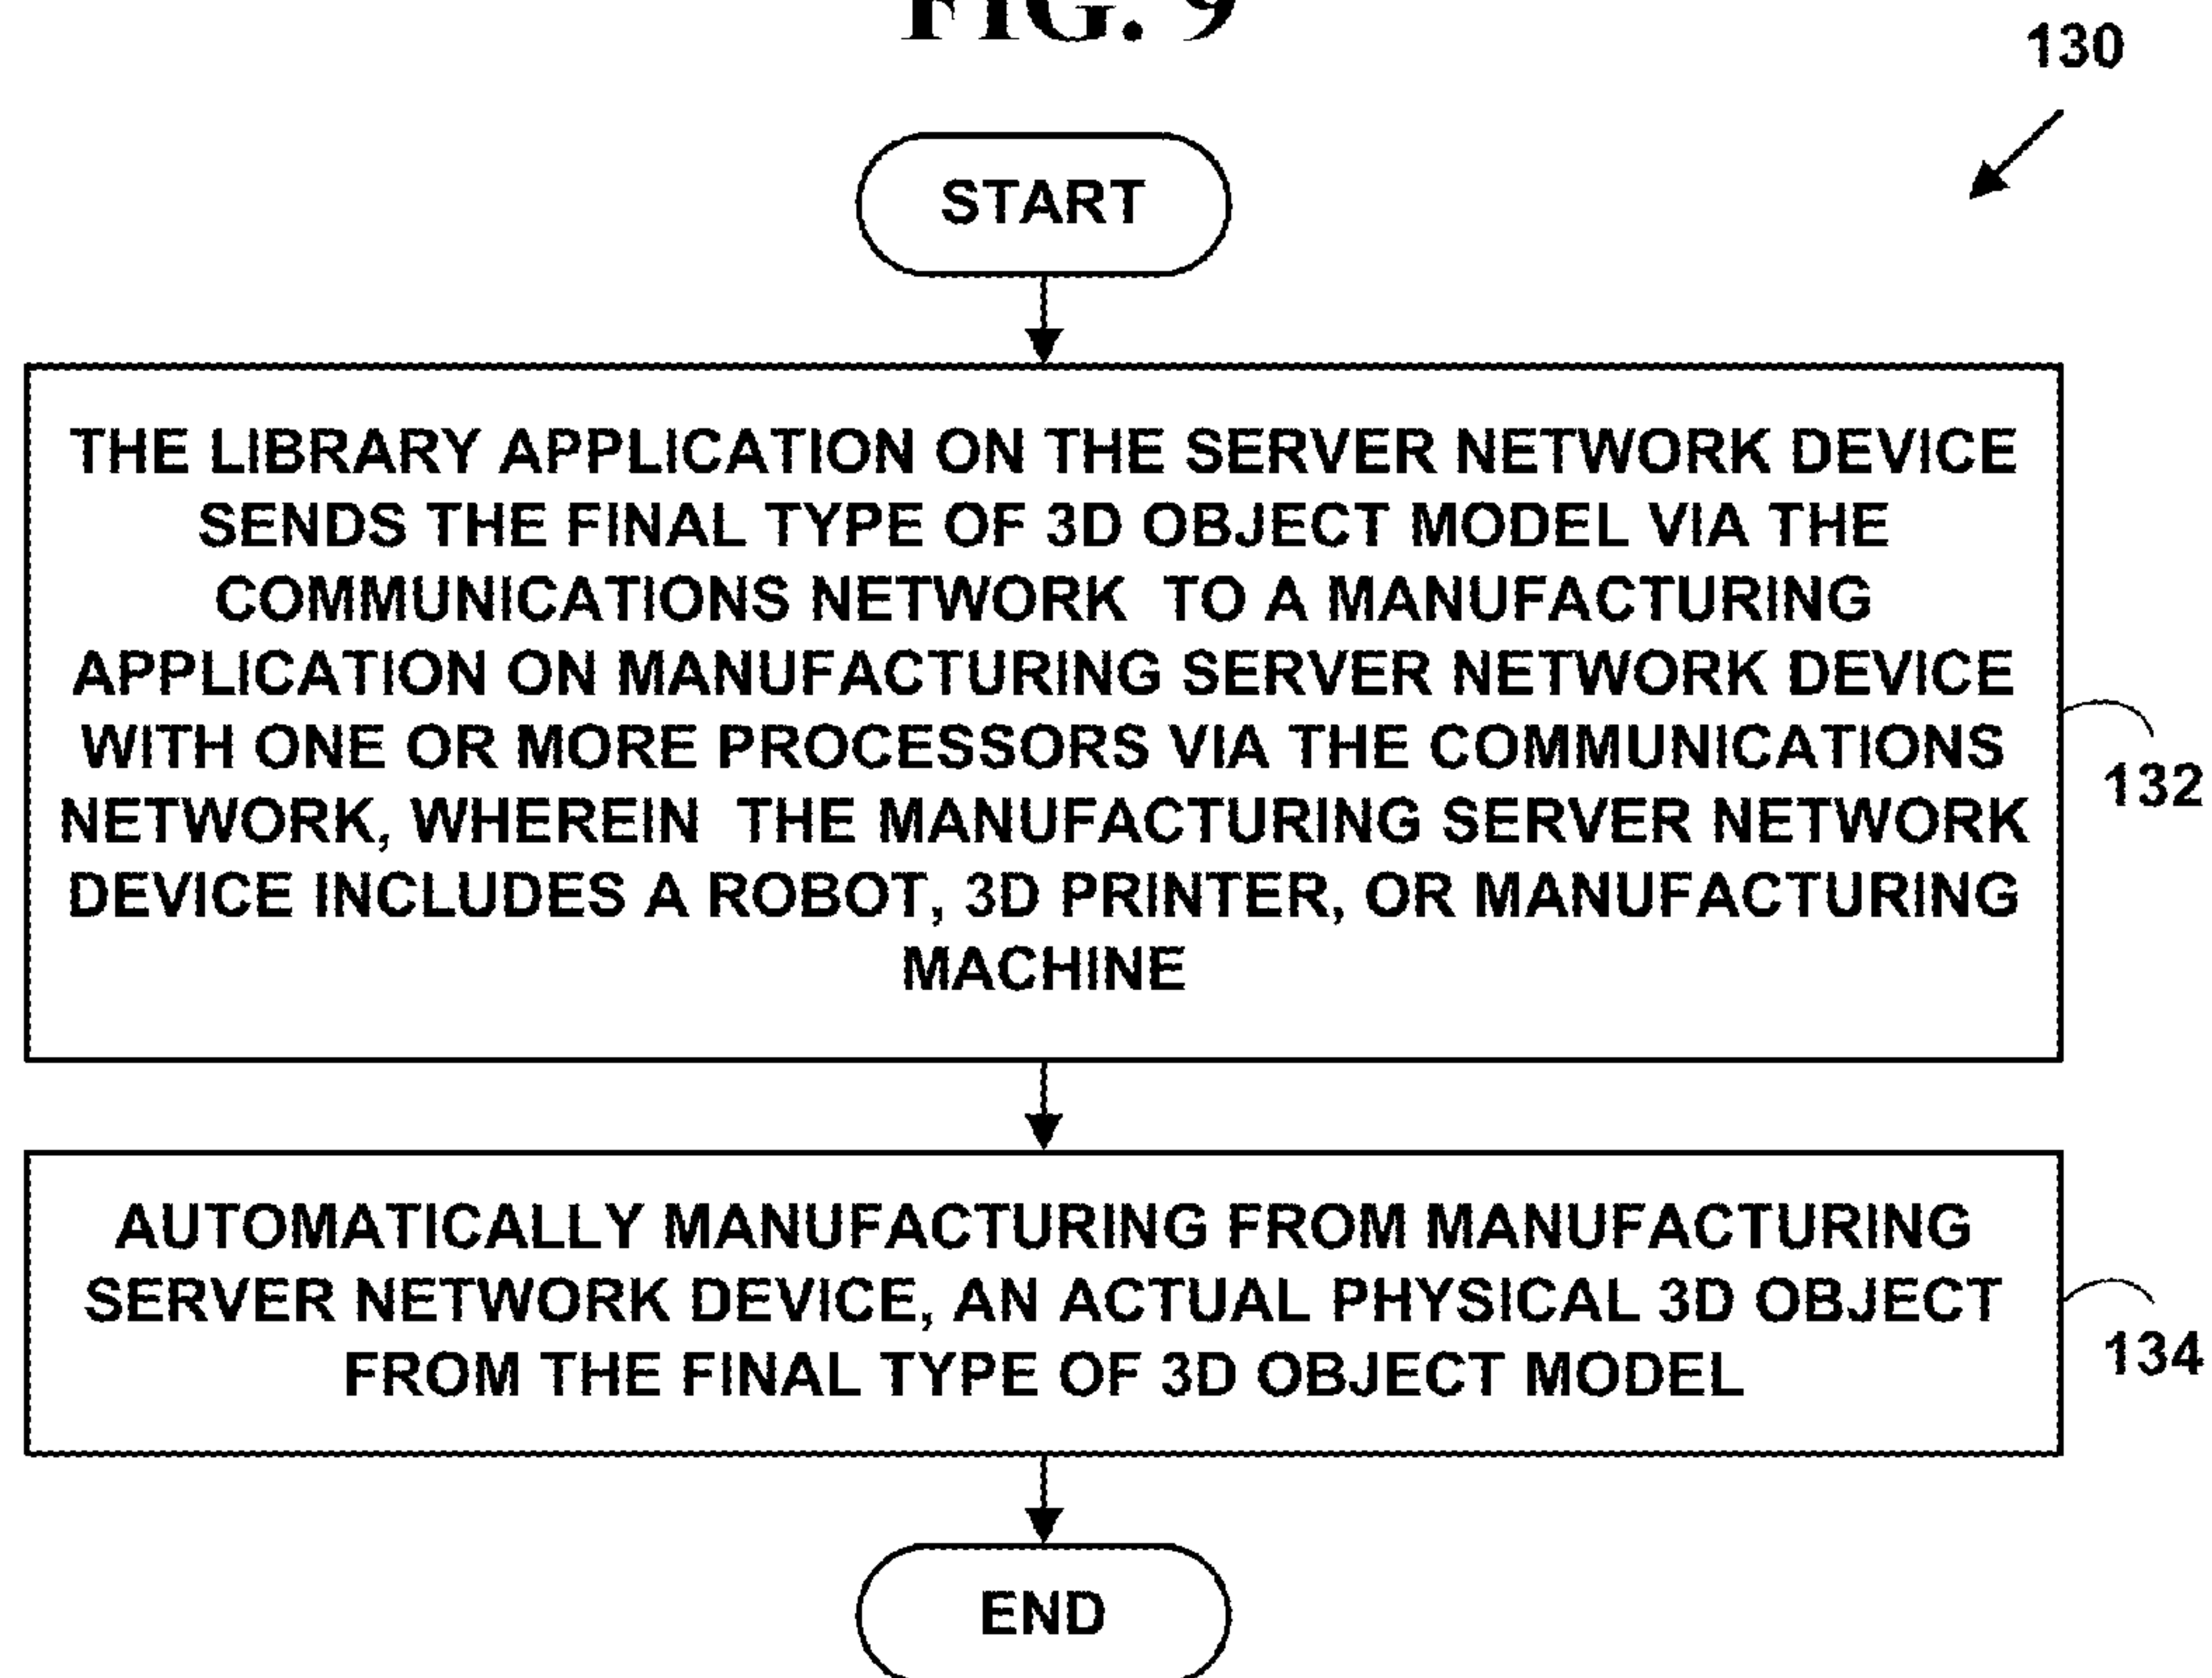 FIG. 9
130
START
THE LIBRARY APPLICATION ON THE SERVER NETWORK DEVICE
SENDS THE FINAL TYPE OF 3D OBJECT MODEL VIA THE
COMMUNICATIONS NETWORK TO A MANUFACTURING
APPLICATION ON MANUFACTURING SERVER NETWORK DEVICE
WITH ONE OR MORE PROCESSORS VIA THE COMMUNICATIONS
NETWORK, WHEREIN THE MANUFACTURING SERVER NETWORK
DEVICE INCLUDES A ROBOT, 3D PRINTER, OR MANUFACTURING
MACHINE
132
AUTOMATICALLY MANUFACTURING FROM MANUFACTURING
SERVER NETWORK DEVICE, AN ACTUAL PHYSICAL 3D OBJECT
FROM THE FINAL TYPE OF 3D OBJECT MODEL
134
END